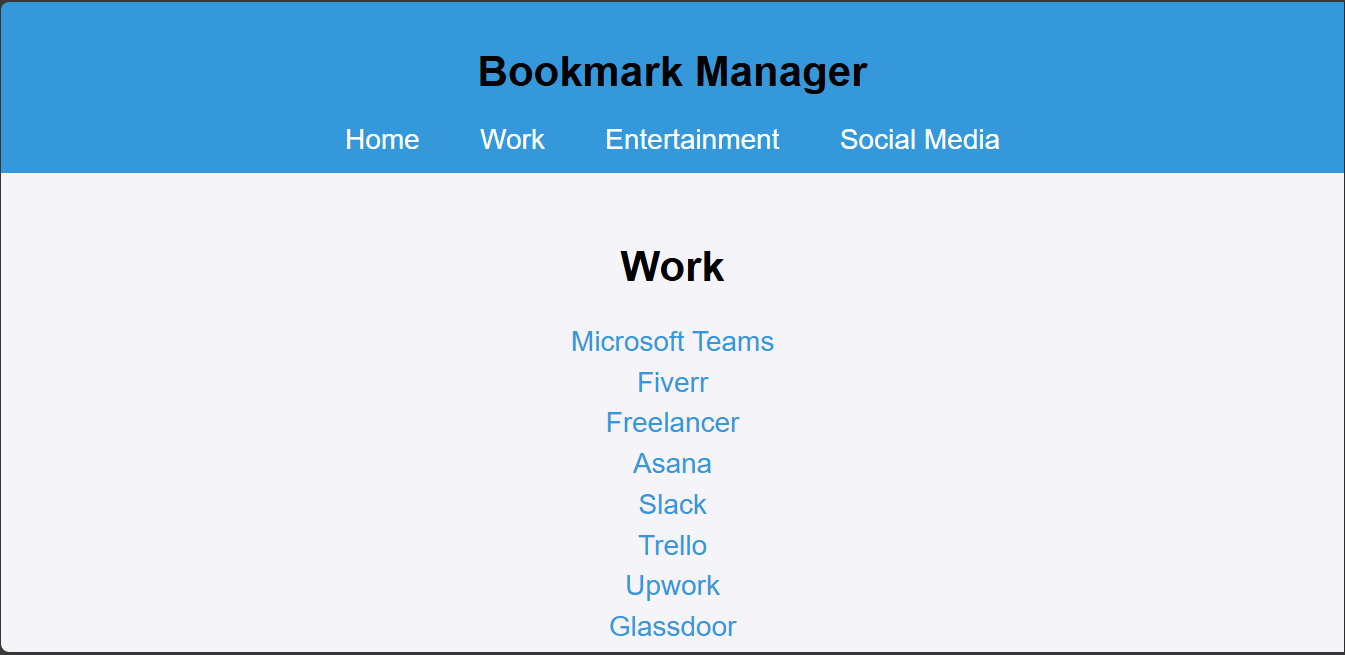 Bookmark Manager
Home Work Entertainment Social Media
Work
Microsoft Teams
Fiverr
Freelancer
Asana
Slack
Trello
Upwork
Glassdoor